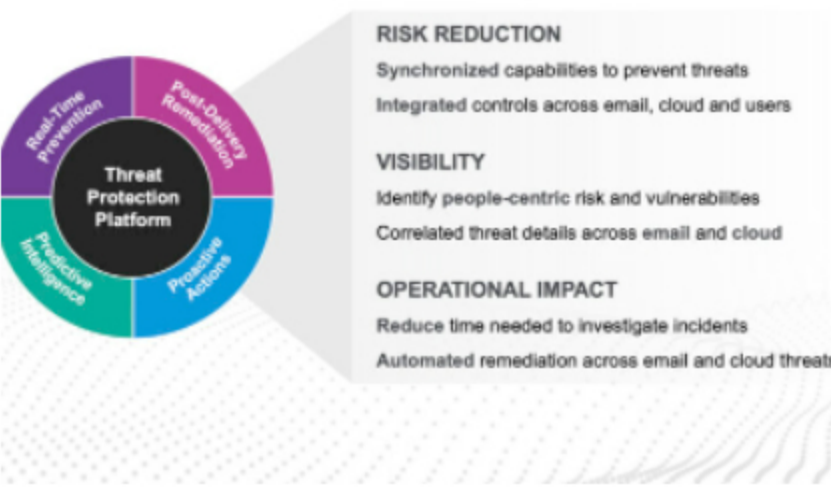 Real-Time
Prevention
Post-Delivery
Remediation
Threat
Protection
Platform
Predictive
Intelligence
Proactive
Actions
RISK REDUCTION
Synchronized capabilities to prevent threats
Integrated controls across email, cloud and users
VISIBILITY
Identify people-centric risk and vulnerabilities
Correlated threat details across email and cloud
OPERATIONAL IMPACT
Reduce time needed to investigate incidents
Automated remediation across email and cloud threats